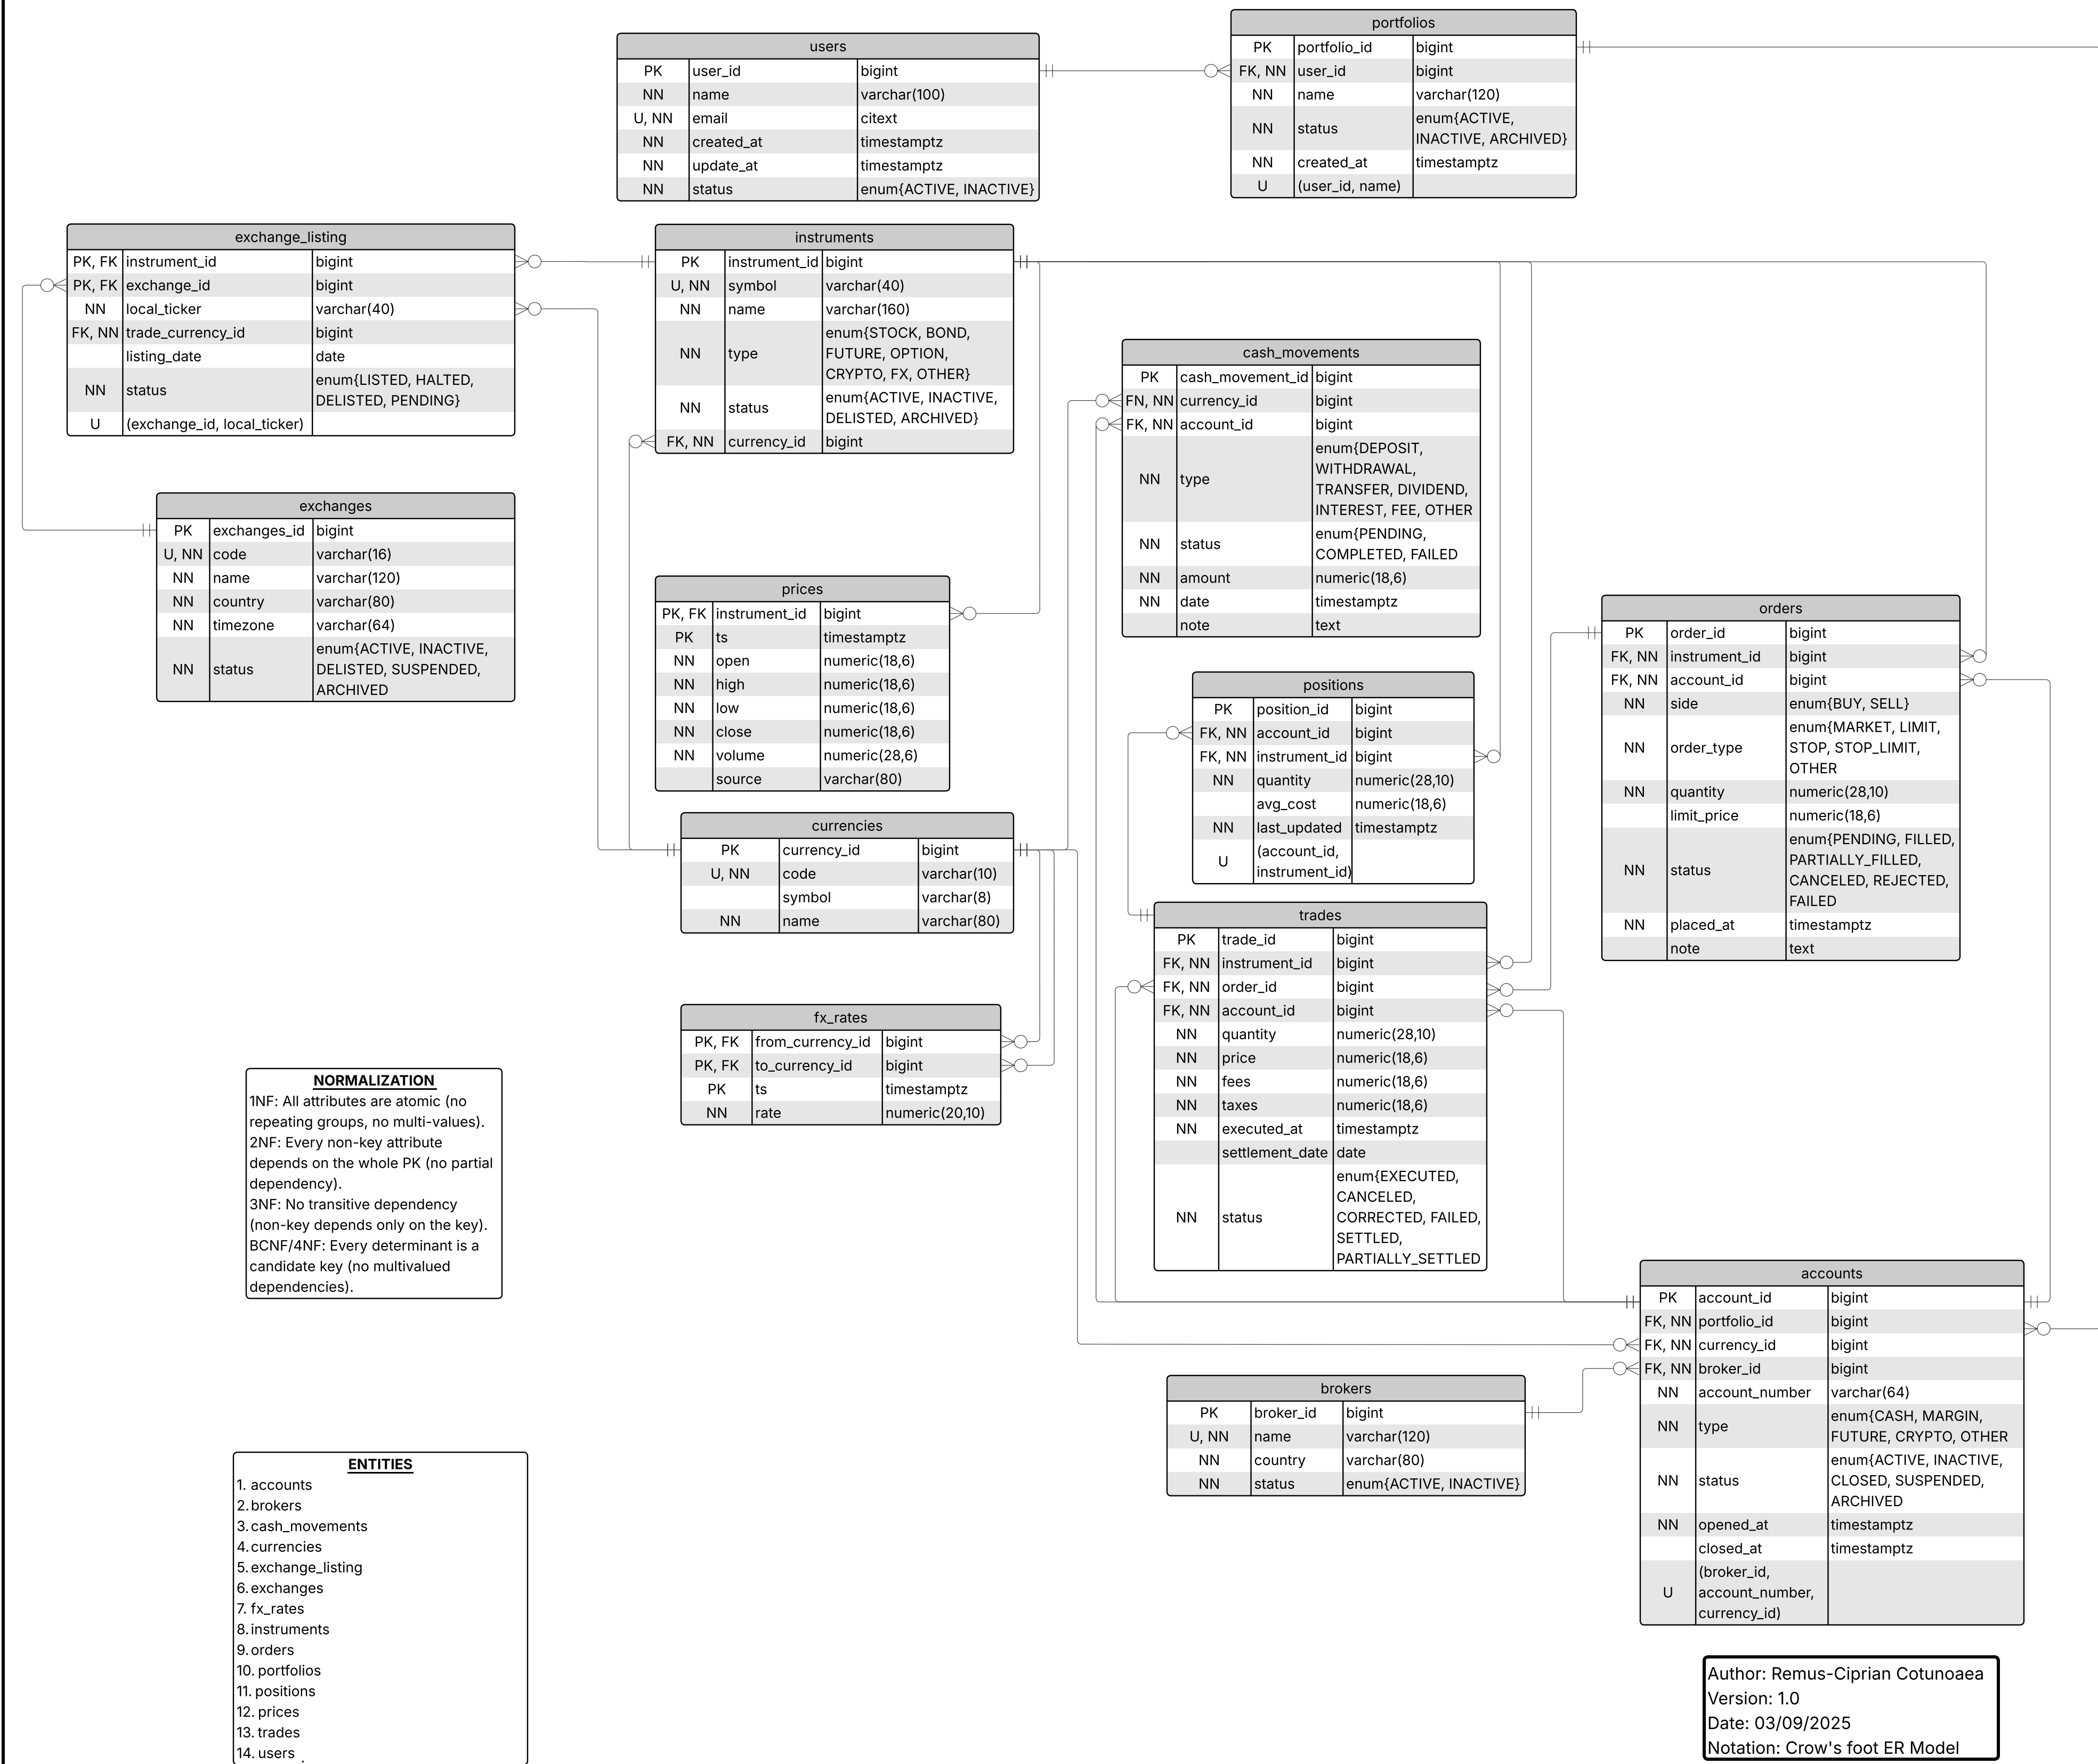 users
PK user_id bigint
NN name varchar(100)
U, NN email citext
NN created_at timestamptz
NN update_at timestamptz
NN status enum{ACTIVE, INACTIVE}
portfolios
PK portfolio_id bigint
FK, NN user_id bigint
NN name varchar(120)
NN status enum{ACTIVE,
INACTIVE, ARCHIVED}
NN created_at timestamptz
U (user_id, name)
exchange_listing
PK, FK instrument_id bigint
PK, FK exchange_id bigint
NN local_ticker varchar(40)
FK, NN trade_currency_id bigint
listing_date date
NN status enum{LISTED, HALTED,
DELISTED, PENDING}
U (exchange_id, local_ticker)
instruments
PK instrument_id bigint
U, NN symbol varchar(40)
NN name varchar(160)
NN type enum{STOCK, BOND,
FUTURE, OPTION,
CRYPTO, FX, OTHER}
NN status enum{ACTIVE, INACTIVE,
DELISTED, ARCHIVED}
FK, NN currency_id bigint
cash_movements
PK cash_movement_id bigint
FN, NN currency_id bigint
FK, NN account_id bigint
NN type enum{DEPOSIT,
WITHDRAWAL,
TRANSFER, DIVIDEND,
INTEREST, FEE, OTHER
NN status enum{PENDING,
COMPLETED, FAILED
NN amount numeric(18,6)
NN date timestamptz
note text
exchanges
PK exchanges_id bigint
U, NN code varchar(16)
NN name varchar(120)
NN country varchar(80)
NN timezone varchar(64)
NN status enum{ACTIVE, INACTIVE,
DELISTED, SUSPENDED,
ARCHIVED
prices
PK, FK instrument_id bigint
PK ts timestamptz
NN open numeric(18,6)
NN high numeric(18,6)
NN low numeric(18,6)
NN close numeric(18,6)
NN volume numeric(28,6)
source varchar(80)
orders
PK order_id bigint
FK, NN instrument_id bigint
FK, NN account_id bigint
NN side enum{BUY, SELL}
NN order_type enum{MARKET, LIMIT,
STOP, STOP_LIMIT,
OTHER
NN quantity numeric(28,10)
limit_price numeric(18,6)
NN status enum{PENDING, FILLED,
PARTIALLY_FILLED,
CANCELED, REJECTED,
FAILED
NN placed_at timestamptz
note text
positions
PK position_id bigint
FK, NN account_id bigint
FK, NN instrument_id bigint
NN quantity numeric(28,10)
avg_cost numeric(18,6)
NN last_updated timestamptz
U (account_id,
instrument_id)
currencies
PK currency_id bigint
U, NN code varchar(10)
symbol varchar(8)
NN name varchar(80)
trades
PK trade_id bigint
FK, NN instrument_id bigint
FK, NN order_id bigint
FK, NN account_id bigint
NN quantity numeric(28,10)
NN price numeric(18,6)
NN fees numeric(18,6)
NN taxes numeric(18,6)
NN executed_at timestamptz
settlement_date date
NN status enum{EXECUTED,
CANCELED,
CORRECTED, FAILED,
SETTLED,
PARTIALLY_SETTLED
fx_rates
PK, FK from_currency_id bigint
PK, FK to_currency_id bigint
PK ts timestamptz
NN rate numeric(20,10)
NORMALIZATION
1NF: All attributes are atomic (no
repeating groups, no multi-values).
2NF: Every non-key attribute
depends on the whole PK (no partial
dependency).
3NF: No transitive dependency
(non-key depends only on the key).
BCNF/4NF: Every determinant is a
candidate key (no multivalued
dependencies).
accounts
PK account_id bigint
FK, NN portfolio_id bigint
FK, NN currency_id bigint
FK, NN broker_id bigint
NN account_number varchar(64)
NN type enum{CASH, MARGIN,
FUTURE, CRYPTO, OTHER
NN status enum{ACTIVE, INACTIVE,
CLOSED, SUSPENDED,
ARCHIVED
NN opened_at timestamptz
closed_at timestamptz
U (broker_id,
account_number,
currency_id)
brokers
PK broker_id bigint
U, NN name varchar(120)
NN country varchar(80)
NN status enum{ACTIVE, INACTIVE}
ENTITIES
1. accounts
2. brokers
3. cash_movements
4. currencies
5. exchange_listing
6. exchanges
7. fx_rates
8. instruments
9. orders
10. portfolios
11. positions
12. prices
13. trades
14. users
Author: Remus-Ciprian Cotunoaea
Version: 1.0
Date: 03/09/2025
Notation: Crow's foot ER Model